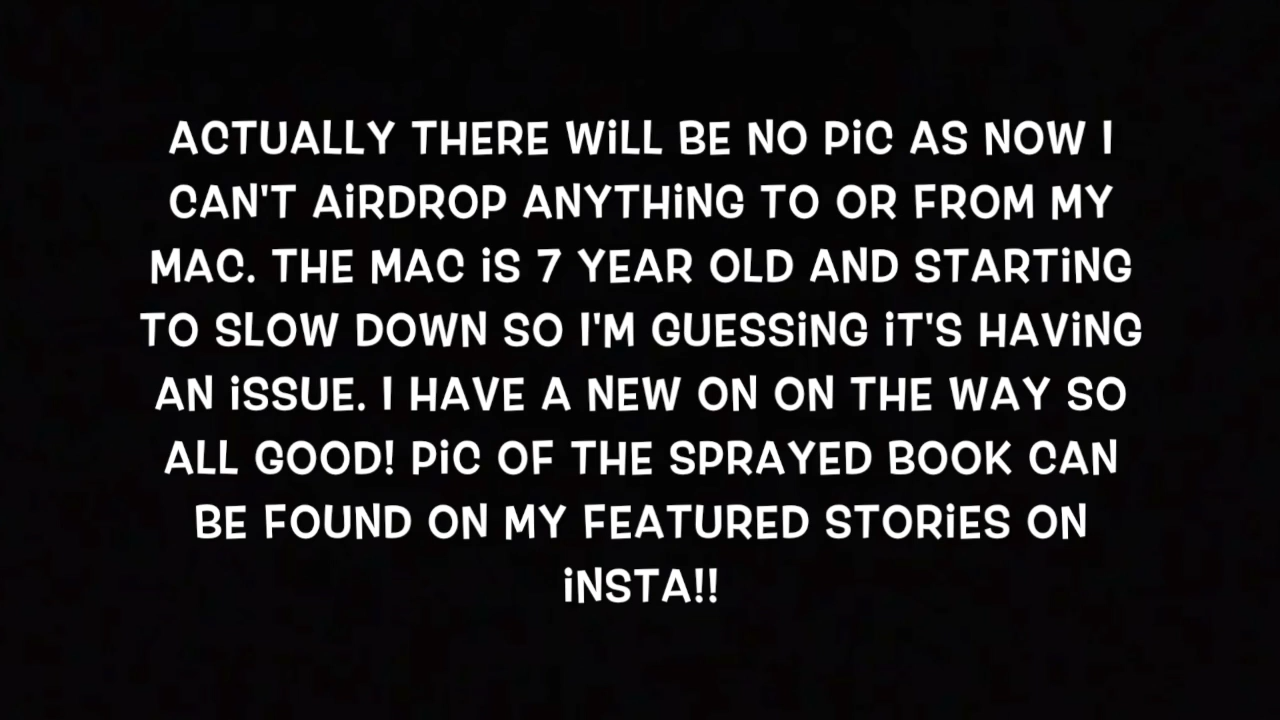 ACTUALLY THERE WiLL BE NO PiC AS NOW I
CAN'T AiRDROP ANYTHiNG TO OR FROM MY
MAC. THE MAC iS 7 YEAR OLD AND STARTiNG
TO SLOW DOWN SO I'M GUESSiNG iT'S HAViNG
AN iSSUE. I HAVE A NEW ON ON THE WAY SO
ALL GOOD! PiC OF THE SPRAYED BOOK CAN
BE FOUND ON MY FEATURED STORiES ON
iNSTA!!